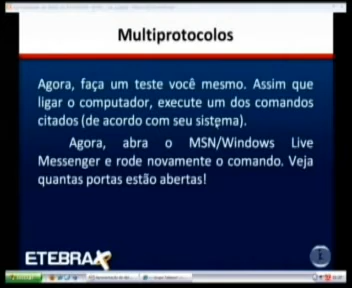 Multiprotocolos
Agora, faça um teste você mesmo. Assim que
ligar o computador, execute um dos comandos
citados (de acordo com seu sistema).
Agora, abra o MSN/Windows Live
Messenger e rode novamente o comando. Veja
quantas portas estão abertas!
ETEBRAX